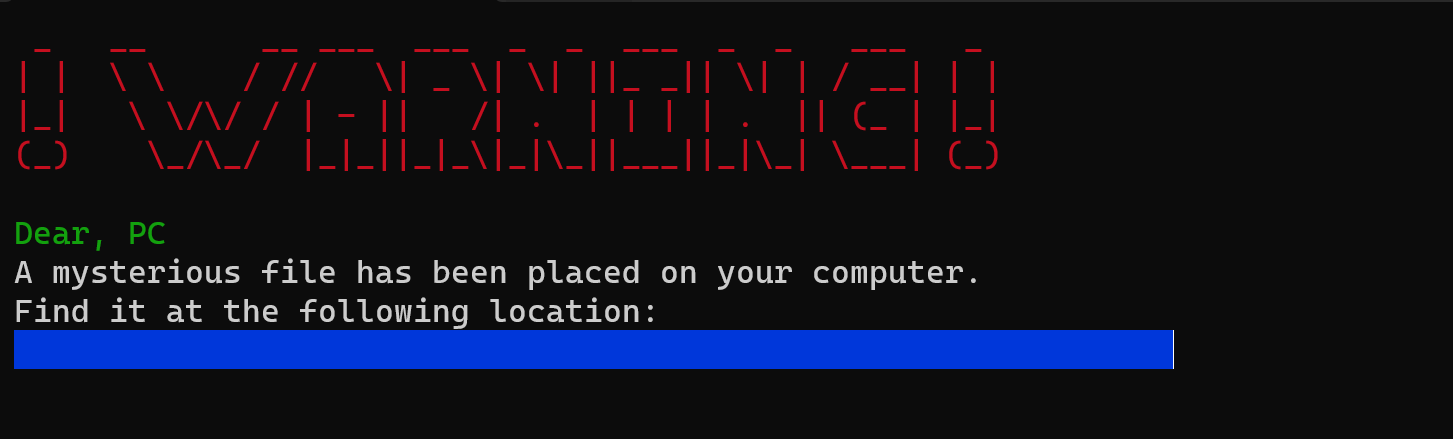 ! WARNING !
Dear, PC
A mysterious file has been placed on your computer.
Find it at the following location: